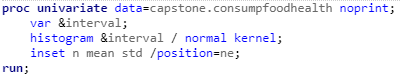 proc univariate data=capstone.consumpfoodhealth noprint;
var &interval;
histogram &interval / normal kernel;
inset n mean std /position=ne;
run;